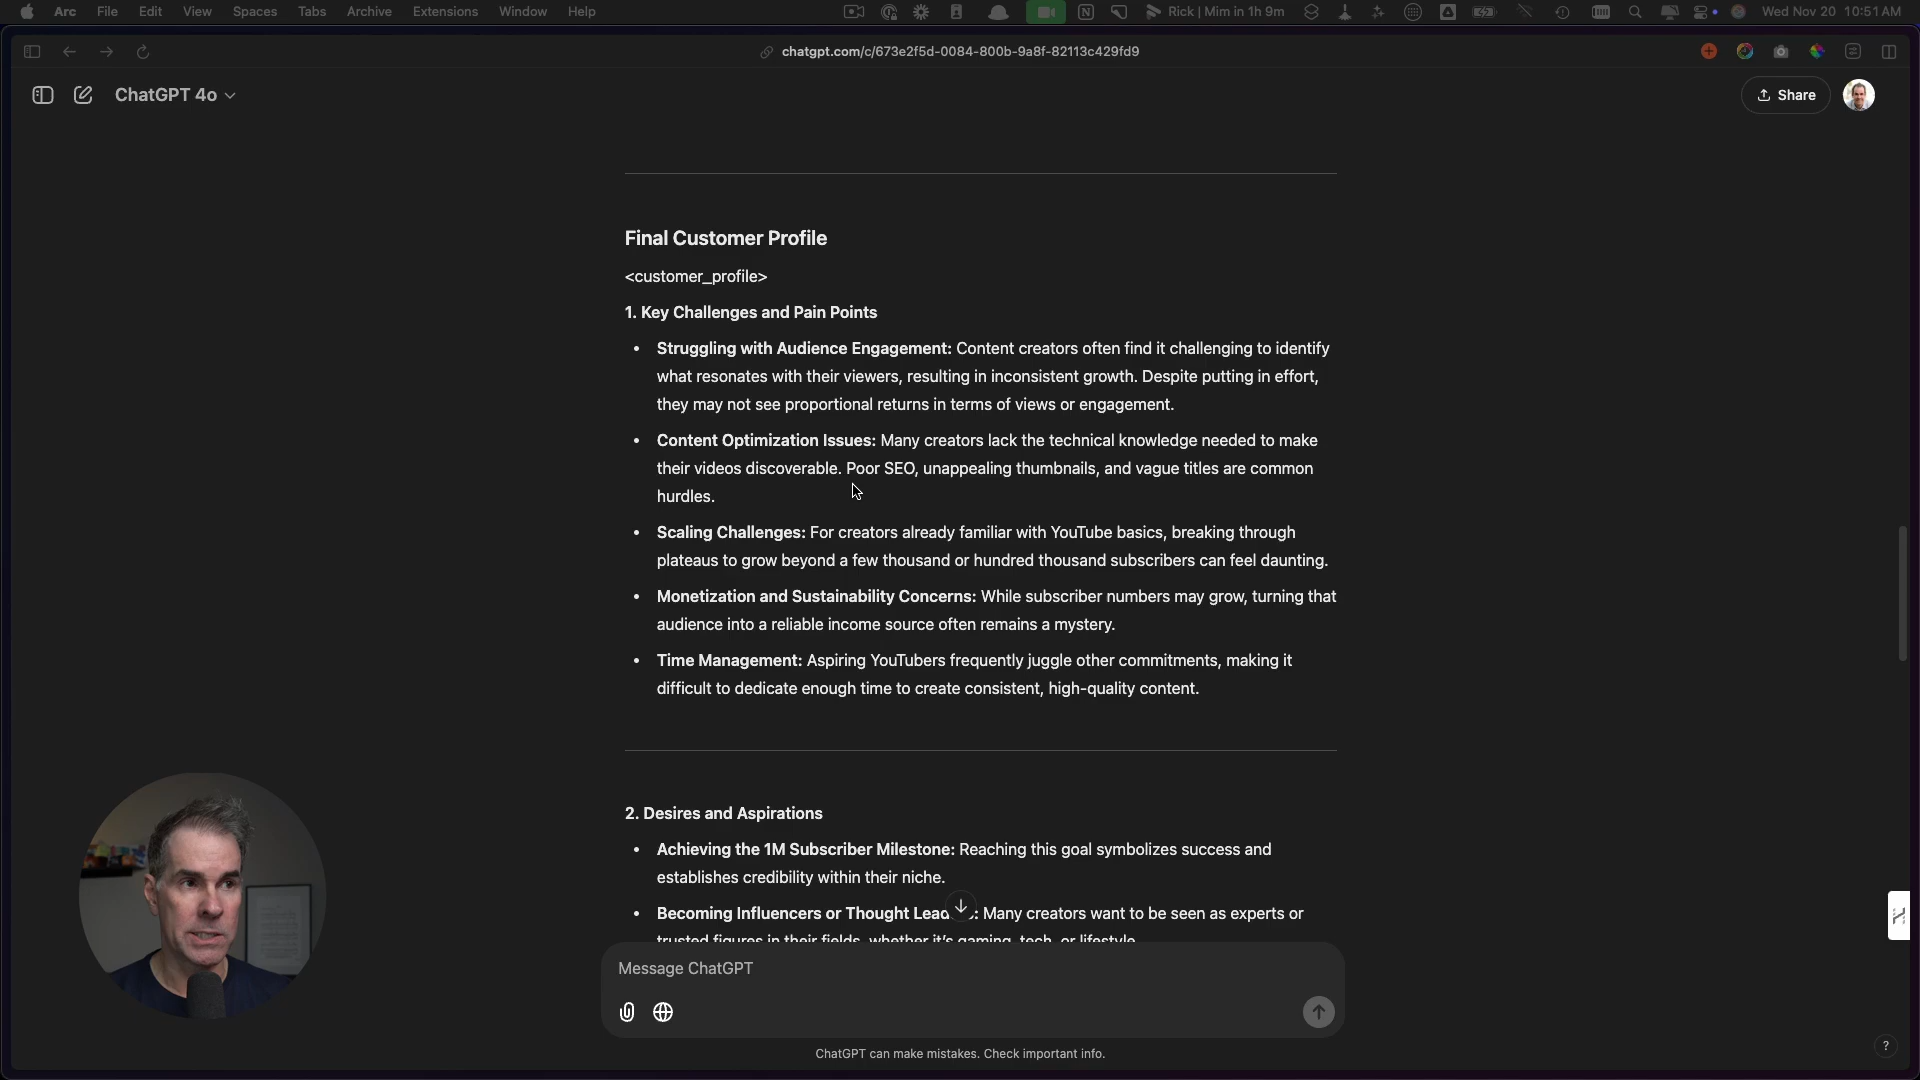 Arc File Edit View Spaces Tabs Archive Extensions Window Help Rick | Mim in 1h 9m Wed Nov 20 10:51 AM
chatgpt.com/c/673e2f5d-0084-800b-9a8f-82113c429fd9
ChatGPT 4o
Share
Final Customer Profile
<customer_profile>
1. Key Challenges and Pain Points
• Struggling with Audience Engagement: Content creators often find it challenging to identify
what resonates with their viewers, resulting in inconsistent growth. Despite putting in effort,
they may not see proportional returns in terms of views or engagement.
• Content Optimization Issues: Many creators lack the technical knowledge needed to make
their videos discoverable. Poor SEO, unappealing thumbnails, and vague titles are common
hurdles.
• Scaling Challenges: For creators already familiar with YouTube basics, breaking through
plateaus to grow beyond a few thousand or hundred thousand subscribers can feel daunting.
• Monetization and Sustainability Concerns: While subscriber numbers may grow, turning that
audience into a reliable income source often remains a mystery.
• Time Management: Aspiring YouTubers frequently juggle other commitments, making it
difficult to dedicate enough time to create consistent, high-quality content.
2. Desires and Aspirations
• Achieving the 1M Subscriber Milestone: Reaching this goal symbolizes success and
establishes credibility within their niche.
• Becoming Influencers or Thought Lead : Many creators want to be seen as experts or
trusted figures in their fields, whether it's gaming, tech, or lifestyle.
Message ChatGPT
ChatGPT can make mistakes. Check important info.
?